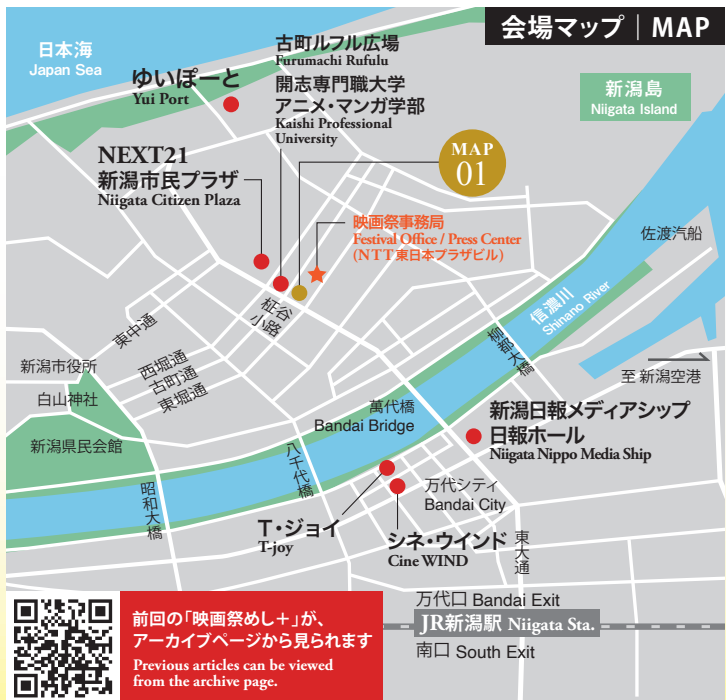 会場マップ｜MAP
日本海
Japan Sea
古町ルフル広場
Furumachi Rufulu
開志専門職大学
アニメ・マンガ学部
Kaishi Professional
University
ゆいぽーと
Yui Port
新潟島
Niigata Island
MAP
01
NEXT21
新潟市民プラザ
Niigata Citizen Plaza
映画祭事務局
Festival Office / Press Center
(NTT東日本プラザビル)
佐渡汽船
信濃川
Shinano River
柾谷
小路
東中通
西堀通
古町通
東堀通
柳都大橋
新潟市役所
白山神社
新潟県民会館
至 新潟空港
萬代橋
Bandai Bridge
新潟日報メディアシップ
日報ホール
Niigata Nippo Media Ship
八千代橋
昭和大橋
万代シティ
Bandai City
T・ジョイ
T-joy
シネ・ウインド
Cine WIND
東大通
万代口 Bandai Exit
JR新潟駅 Niigata Sta.
南口 South Exit
前回の「映画祭めし＋」が、
アーカイブページから見られます
Previous articles can be viewed
from the archive page.